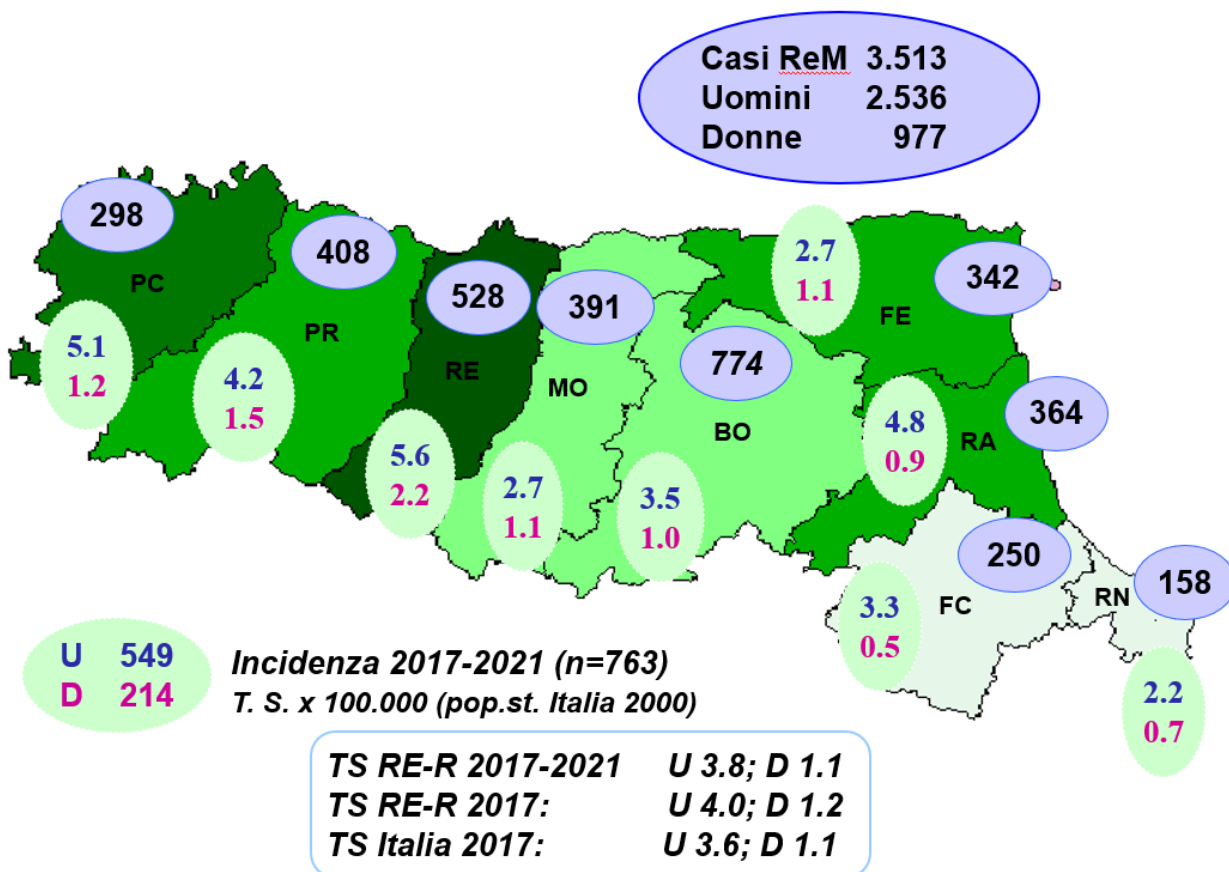 Casi ReM 3.513
Uomini 2.536
Donne 977
298
PC
5.1
1.2
408
PR
4.2
1.5
528
RE
5.6
2.2
391
MO
2.7
1.1
774
BO
3.5
1.0
2.7
1.1
342
FE
4.8
0.9
RA
364
250
FC
3.3
0.5
158
RN
2.2
0.7
U 549
D 214
Incidenza 2017-2021 (n=763)
T. S. x 100.000 (pop.st. Italia 2000)
TS RE-R 2017-2021 U 3.8; D 1.1
TS RE-R 2017: U 4.0; D 1.2
TS Italia 2017: U 3.6; D 1.1